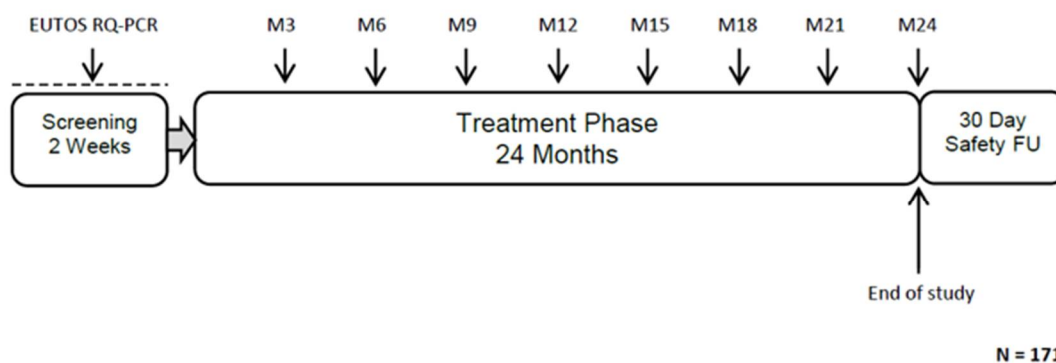 EUTOS RQ-PCR
M3
M6
M9
M12
M15
M18
M21
M24
Screening
2 Weeks
Treatment Phase
24 Months
30 Day
Safety FU
End of study
N = 171